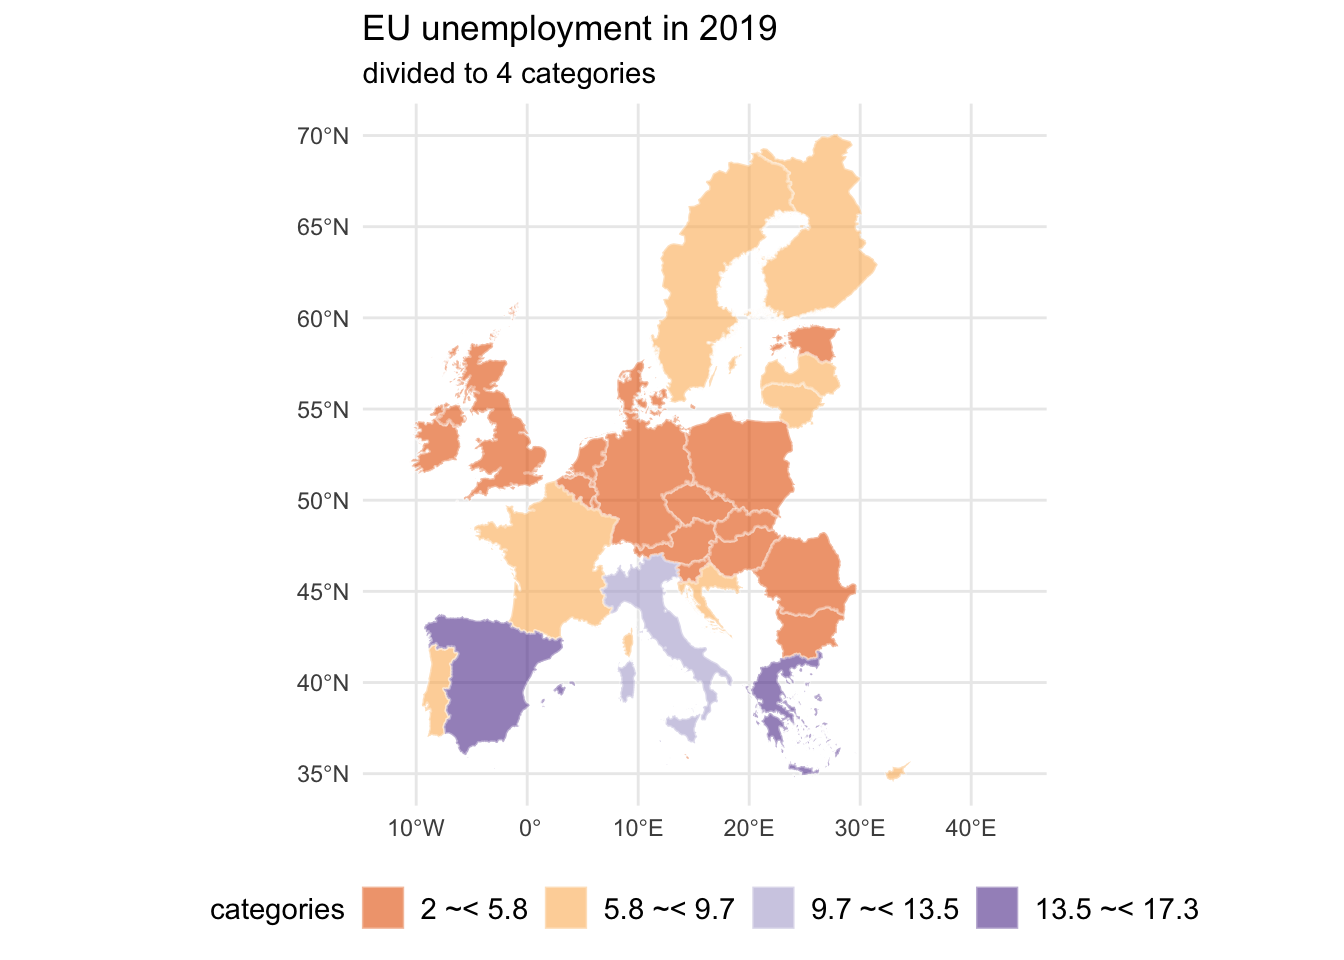 EU unemployment in 2019
divided to 4 categories
70°N
65°N
60°N
55°N
50°N
45°N
40°N
35°N
10°W 0° 10°E 20°E 30°E 40°E
categories 2 ~< 5.8 5.8 ~< 9.7 9.7 ~< 13.5 13.5 ~< 17.3